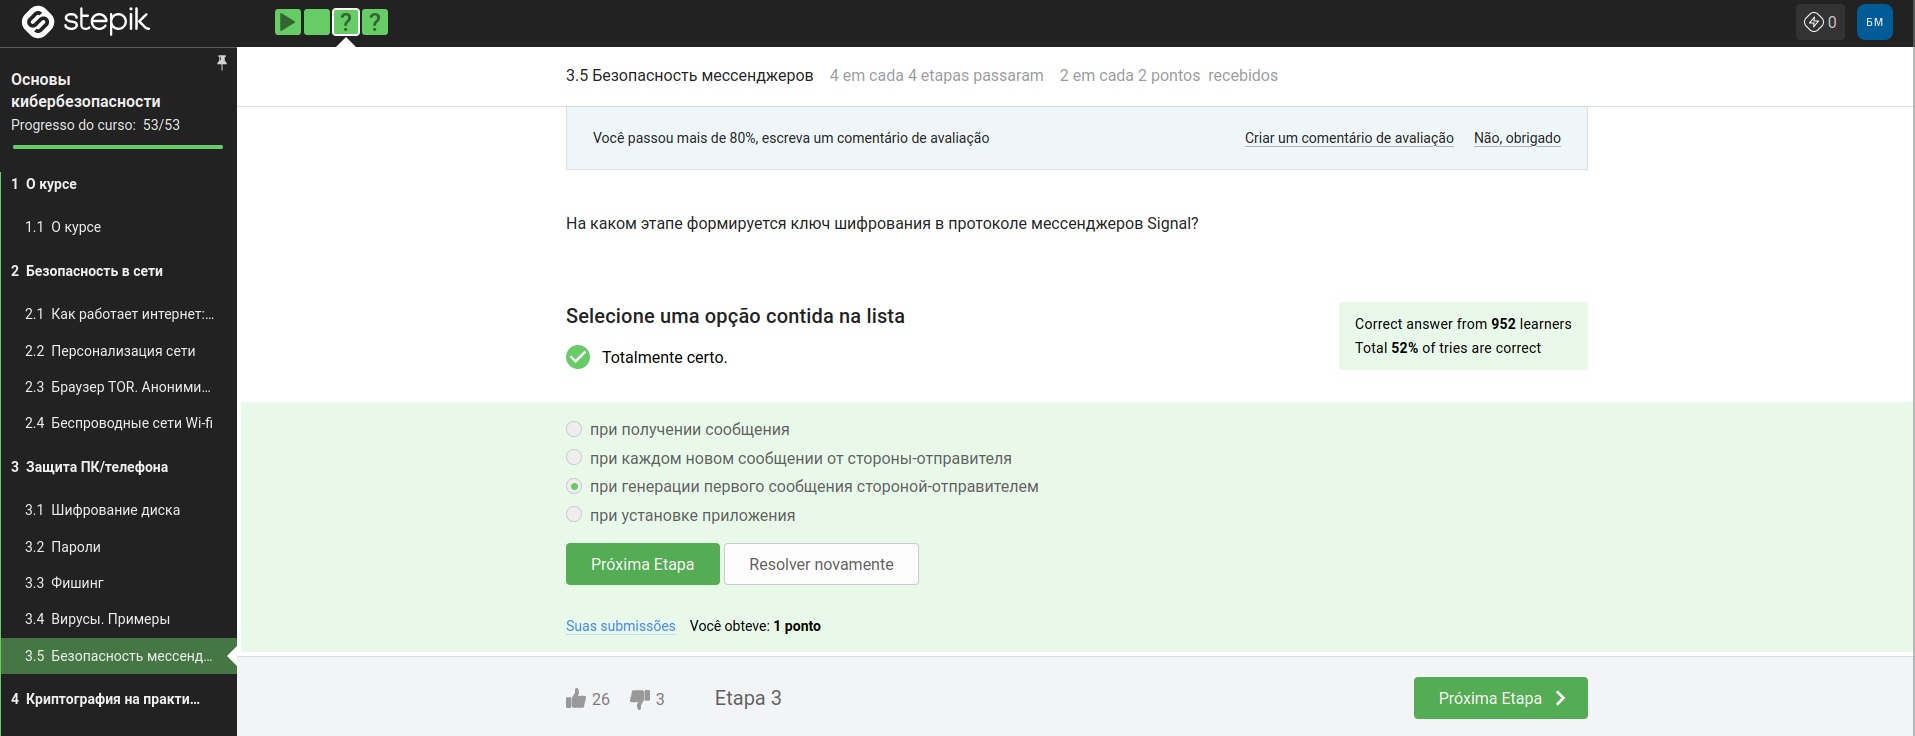 stepik
? ?
0
БМ
Основы
кибербезопасности
Progresso do curso: 53/53
1 О курсе
1.1 О курсе
2 Безопасность в сети
2.1 Как работает интернет:...
2.2 Персонализация сети
2.3 Браузер TOR. Аноними...
2.4 Беспроводные сети Wi-fi
3 Защита ПК/телефона
3.1 Шифрование диска
3.2 Пароли
3.3 Фишинг
3.4 Вирусы. Примеры
3.5 Безопасность мессенд...
4 Криптография на практи...
3.5 Безопасность мессенджеров 4 em cada 4 etapas passaram 2 em cada 2 pontos recebidos
Você passou mais de 80%, escreva um comentário de avaliação Criar um comentário de avaliação Não, obrigado
На каком этапе формируется ключ шифрования в протоколе мессенджеров Signal?
Selecione uma opção contida na lista
Totalmente certo.
Correct answer from 952 learners
Total 52% of tries are correct
при получении сообщения
при каждом новом сообщении от стороны-отправителя
при генерации первого сообщения стороной-отправителем
при установке приложения
Próxima Etapa Resolver novamente
Suas submissões Você obteve: 1 ponto
26 3 Etapa 3 Próxima Etapa